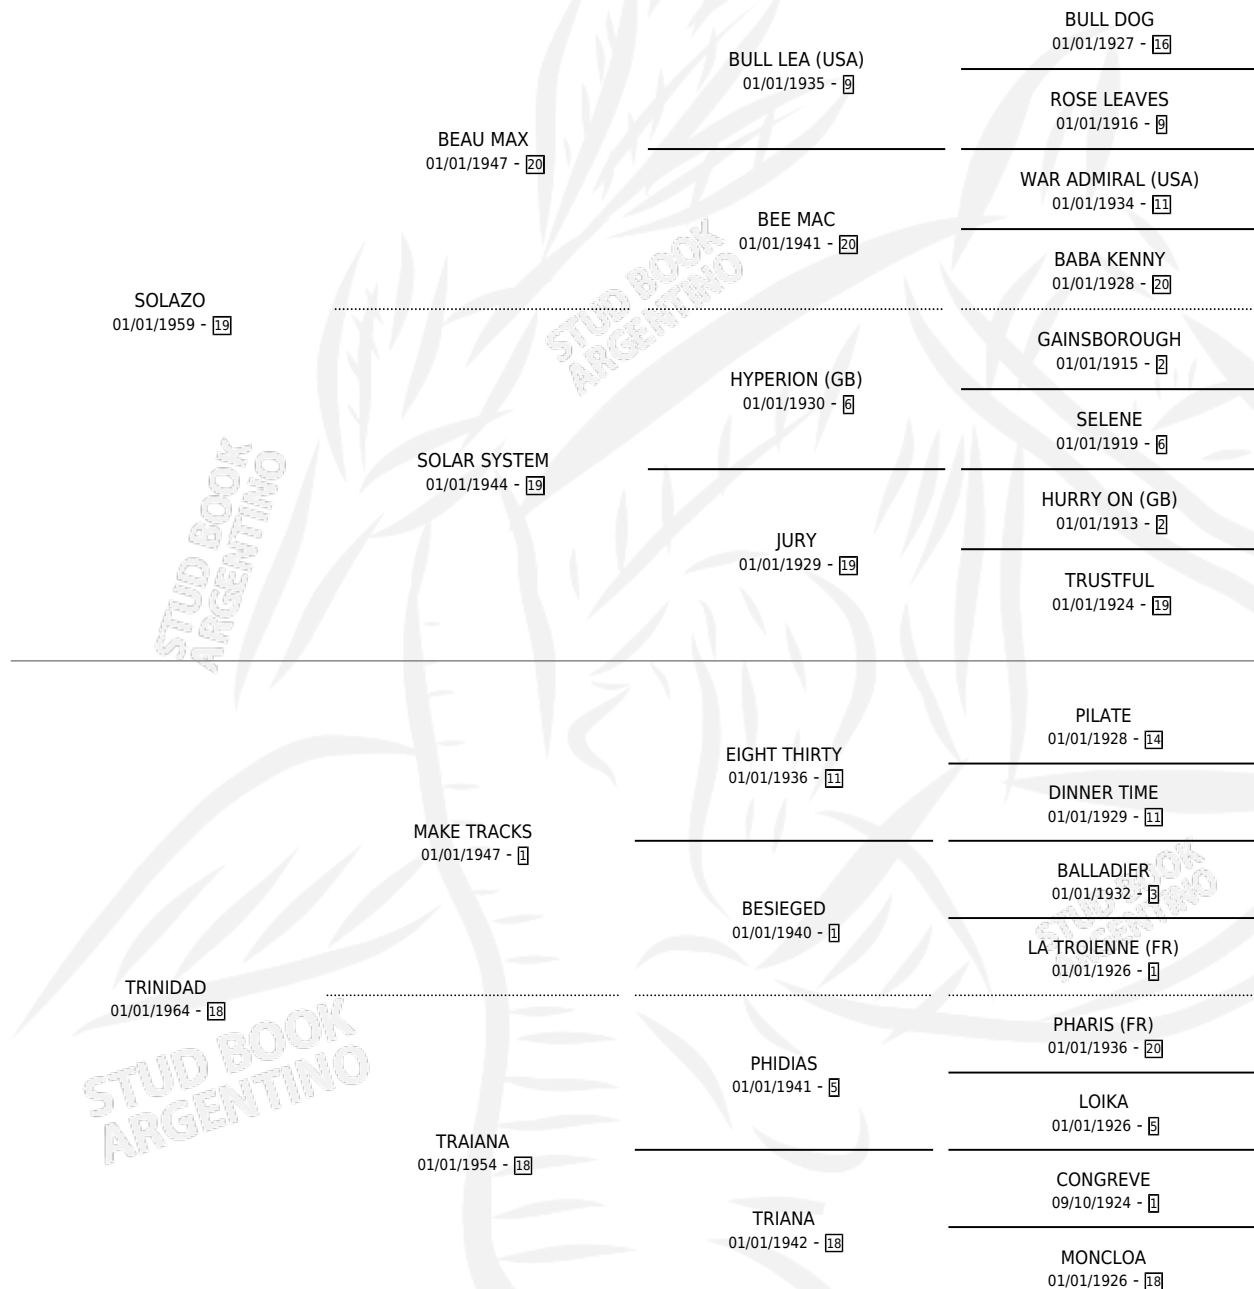 BULL DOG
01/01/1927 - 16
BULL LEA (USA)
01/01/1935 - 9
ROSE LEAVES
01/01/1916 - 9
BEAU MAX
01/01/1947 - 20
WAR ADMIRAL (USA)
01/01/1934 - 11
BEE MAC
01/01/1941 - 20
BABA KENNY
01/01/1928 - 20
SOLAZO
01/01/1959 - 19
STUD BOOK
ARGENTINO
GAINSBOROUGH
01/01/1915 - 2
HYPERION (GB)
01/01/1930 - 6
SELENE
01/01/1919 - 6
SOLAR SYSTEM
01/01/1944 - 19
HURRY ON (GB)
01/01/1913 - 2
JURY
01/01/1929 - 19
TRUSTFUL
01/01/1924 - 19
STUD BOOK
ARGENTINO
PILATE
01/01/1928 - 14
EIGHT THIRTY
01/01/1936 - 11
DINNER TIME
01/01/1929 - 11
MAKE TRACKS
01/01/1947 - 1
BALLADIER
01/01/1932 - 3
BESIEGED
01/01/1940 - 1
LA TROIENNE (FR)
01/01/1926 - 1
STUD BOOK
ARGENTINO
TRINIDAD
01/01/1964 - 18
PHARIS (FR)
01/01/1936 - 20
PHIDIAS
01/01/1941 - 5
LOIKA
01/01/1926 - 5
STUD BOOK
ARGENTINO
TRAIANA
01/01/1954 - 18
CONGREVE
09/10/1924 - 1
TRIANA
01/01/1942 - 18
MONCLOA
01/01/1926 - 18